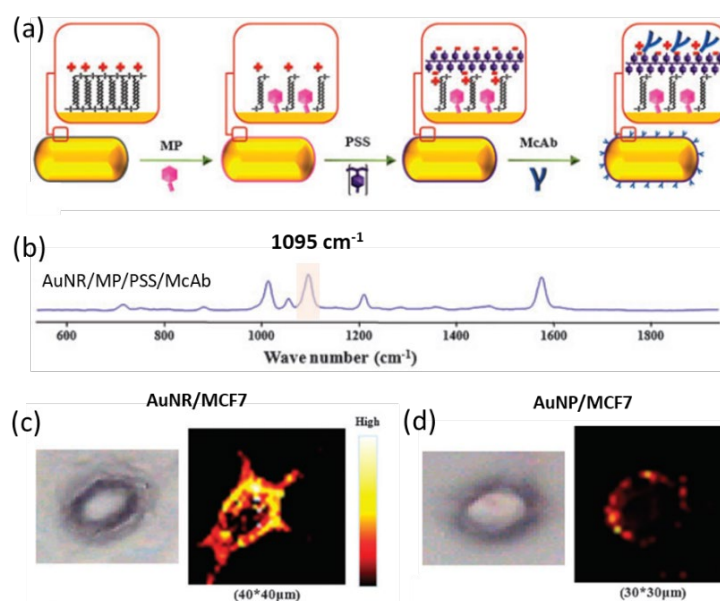 (a)
MP
PSS
McAb
(b)
1095 cm⁻¹
AuNR/MP/PSS/McAb
600 800 1000 1200 1400 1600 1800
Wave number (cm⁻¹)
AuNR/MCF7
AuNP/MCF7
(c)
High
(d)
(40*40μm)
(30*30μm)